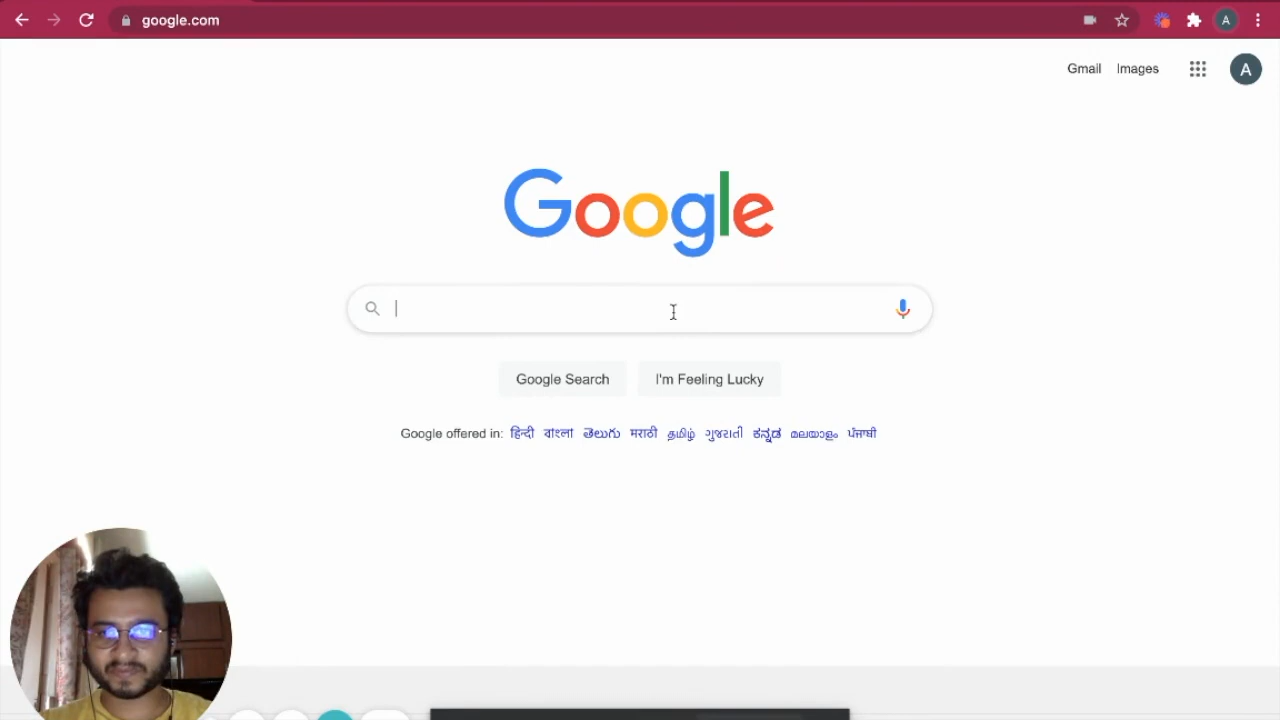 google.com
A
Gmail Images
A
Google
Google Search I'm Feeling Lucky
Google offered in: हिन्दी বাংলা తెలుగు मराठी தமிழ் ગુજરાતી ಕನ್ನಡ മലയാളം ਪੰਜਾਬੀ